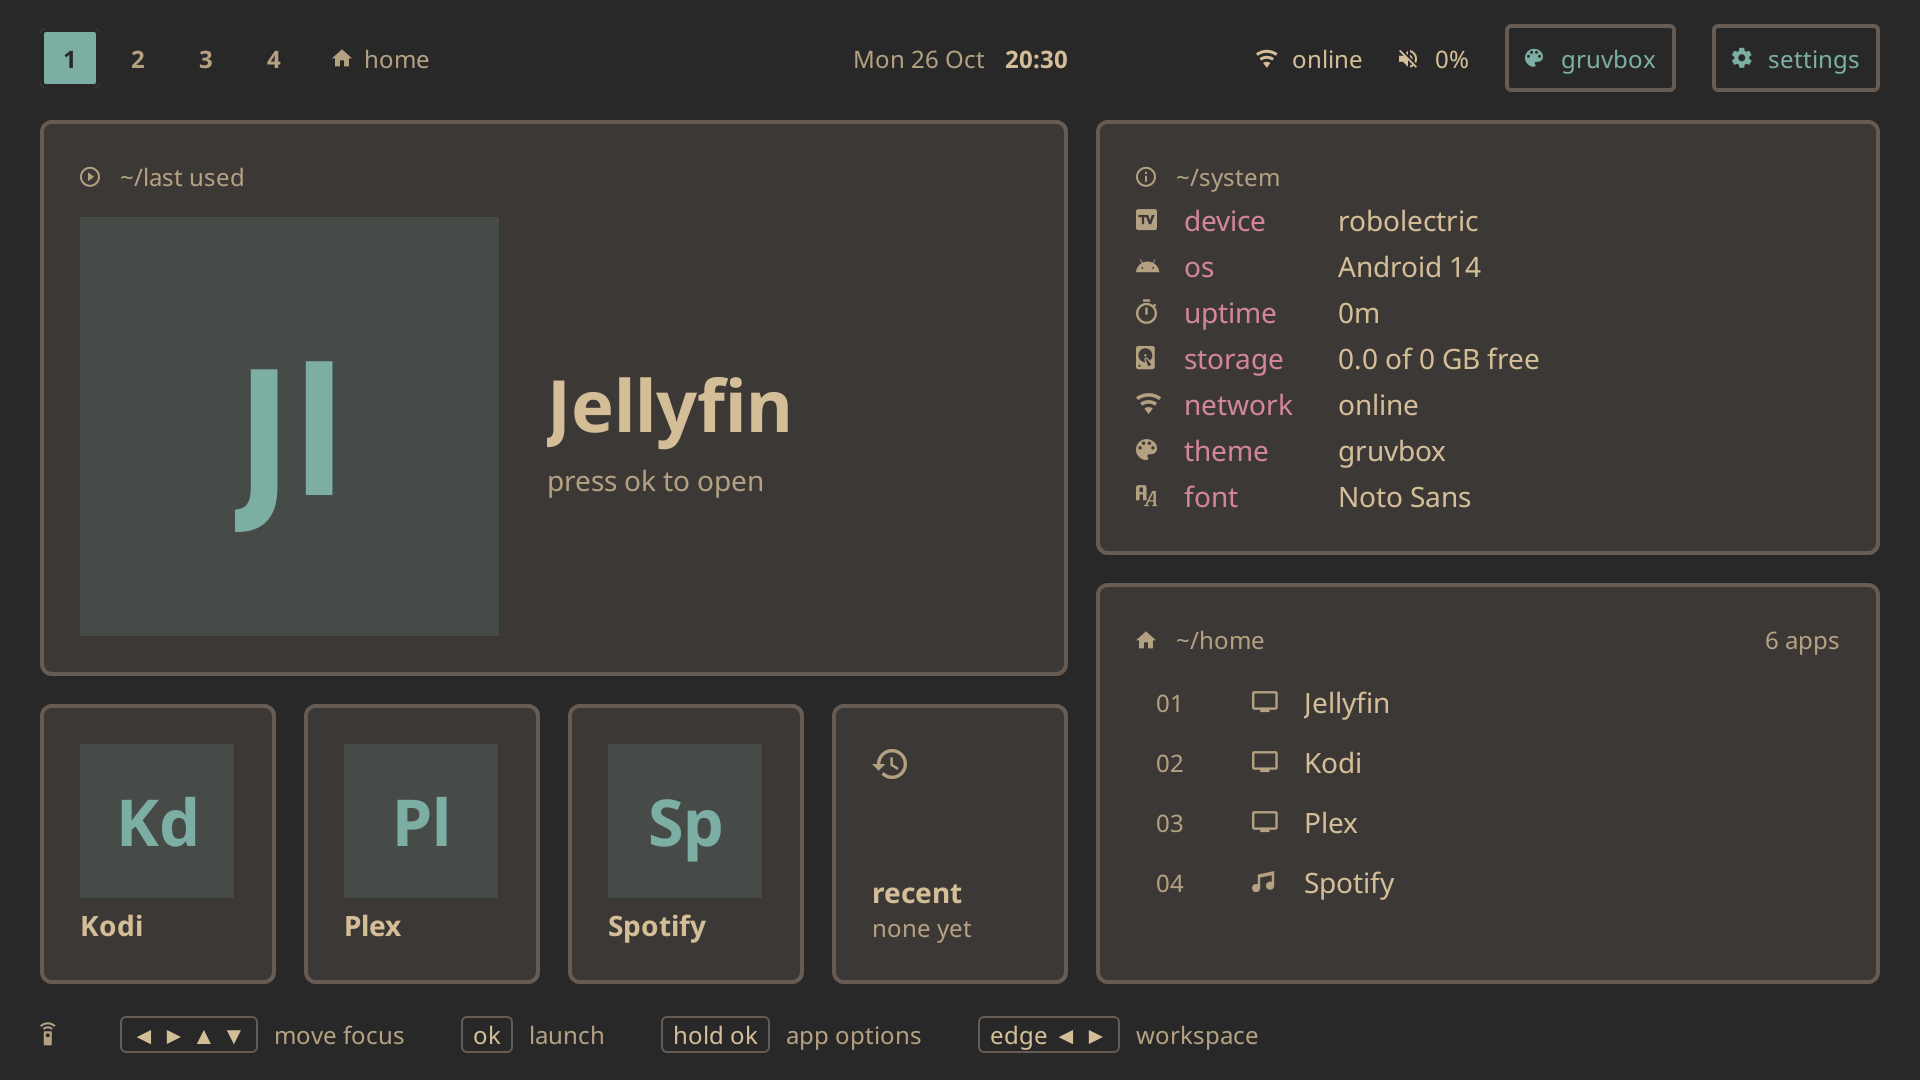 1 2 3 4 home
Mon 26 Oct 20:30
online 0% gruvbox settings
~/last used
Jl
Jellyfin
press ok to open
Kd
Kodi
Pl
Plex
Sp
Spotify
recent
none yet
~/system
device robolectric
os Android 14
uptime 0m
storage 0.0 of 0 GB free
network online
theme gruvbox
font Noto Sans
~/home 6 apps
01 Jellyfin
02 Kodi
03 Plex
04 Spotify
◀ ▶ ▲ ▼ move focus ok launch hold ok app options edge ◀ ▶ workspace